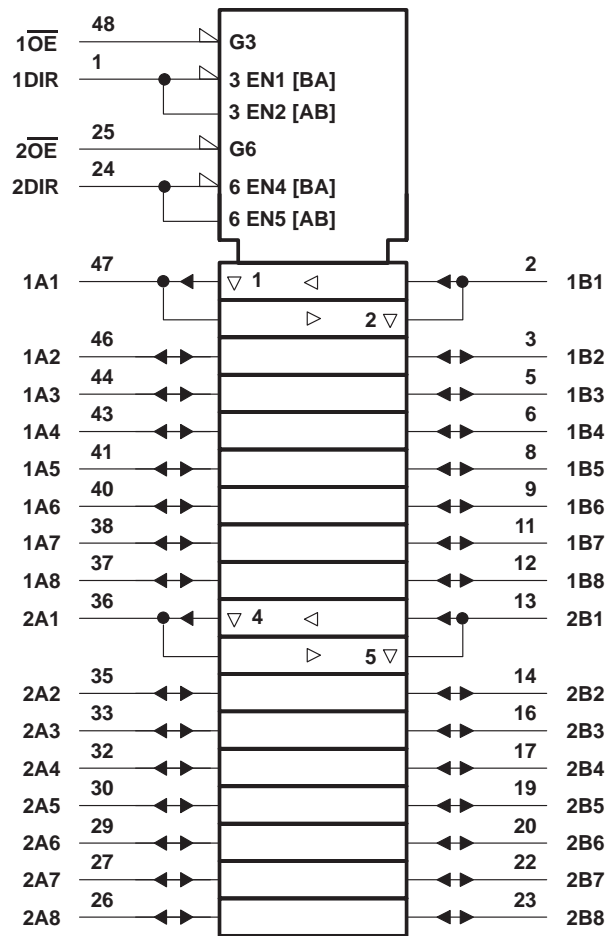 1O̅E̅ 48 G3
1DIR 1 3 EN1 [BA]
3 EN2 [AB]
2O̅E̅ 25 G6
2DIR 24 6 EN4 [BA]
6 EN5 [AB]
1A1 47 ▽ 1 ◁ 2 1B1
▷ 2 ▽
1A2 46 3 1B2
1A3 44 5 1B3
1A4 43 6 1B4
1A5 41 8 1B5
1A6 40 9 1B6
1A7 38 11 1B7
1A8 37 12 1B8
2A1 36 ▽ 4 ◁ 13 2B1
▷ 5 ▽
2A2 35 14 2B2
2A3 33 16 2B3
2A4 32 17 2B4
2A5 30 19 2B5
2A6 29 20 2B6
2A7 27 22 2B7
2A8 26 23 2B8